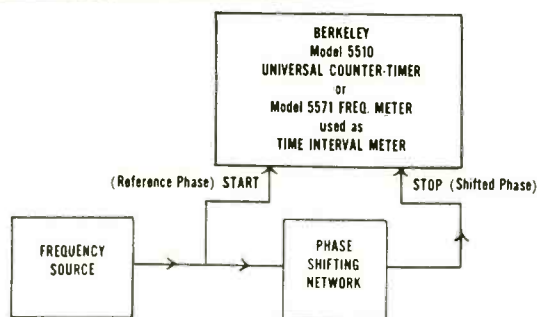 BERKELEY
Model 5510
UNIVERSAL COUNTER-TIMER
or
Model 5571 FREQ. METER
used as
TIME INTERVAL METER
(Reference Phase) START
STOP (Shifted Phase)
FREQUENCY
SOURCE
PHASE
SHIFTING
NETWORK